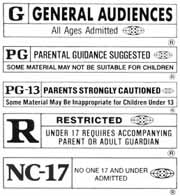 G GENERAL AUDIENCES
All Ages Admitted
®
PG PARENTAL GUIDANCE SUGGESTED
SOME MATERIAL MAY NOT BE SUITABLE FOR CHILDREN
®
PG-13 PARENTS STRONGLY CAUTIONED
Some Material May Be Inappropriate for Children Under 13
®
R RESTRICTED
UNDER 17 REQUIRES ACCOMPANYING
PARENT OR ADULT GUARDIAN
®
NC-17 NO ONE 17 AND UNDER
ADMITTED
®